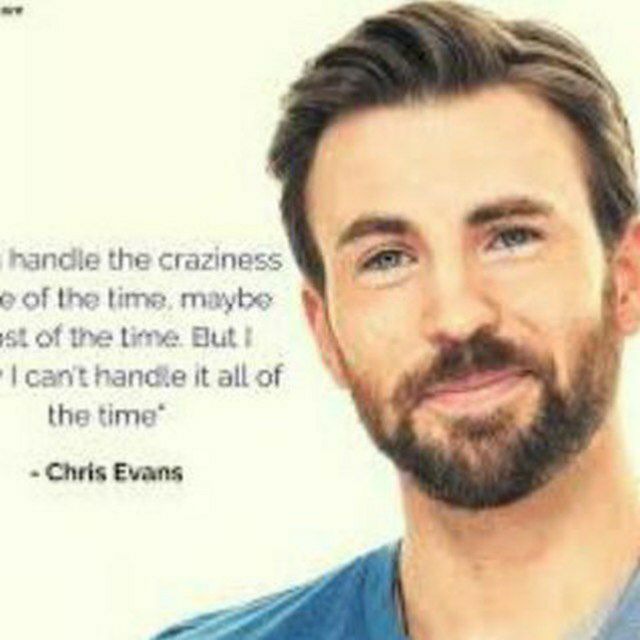 handle the craziness
e of the time, maybe
st of the time. But I
I can't handle it all of
the time"
- Chris Evans